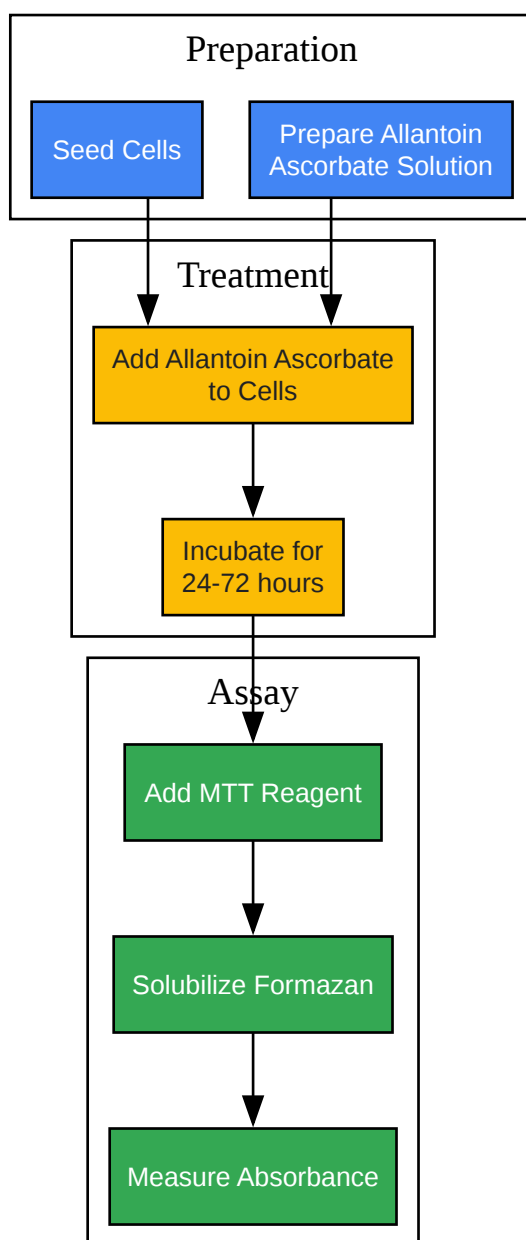 Preparation
Seed Cells
Prepare Allantoin
Ascorbate Solution
Treatment
Add Allantoin Ascorbate
to Cells
Incubate for
24-72 hours
Assay
Add MTT Reagent
Solubilize Formazan
Measure Absorbance